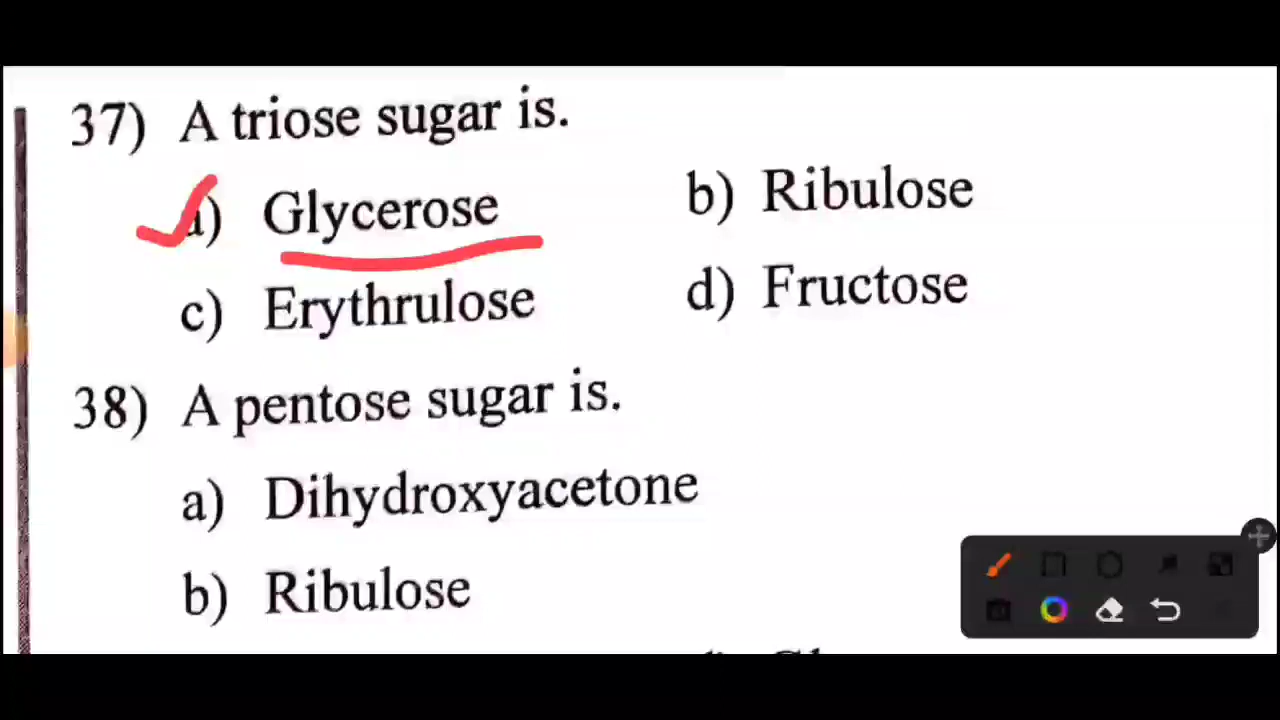 37) A triose sugar is.
a) Glycerose b) Ribulose
c) Erythrulose d) Fructose
38) A pentose sugar is.
a) Dihydroxyacetone
b) Ribulose